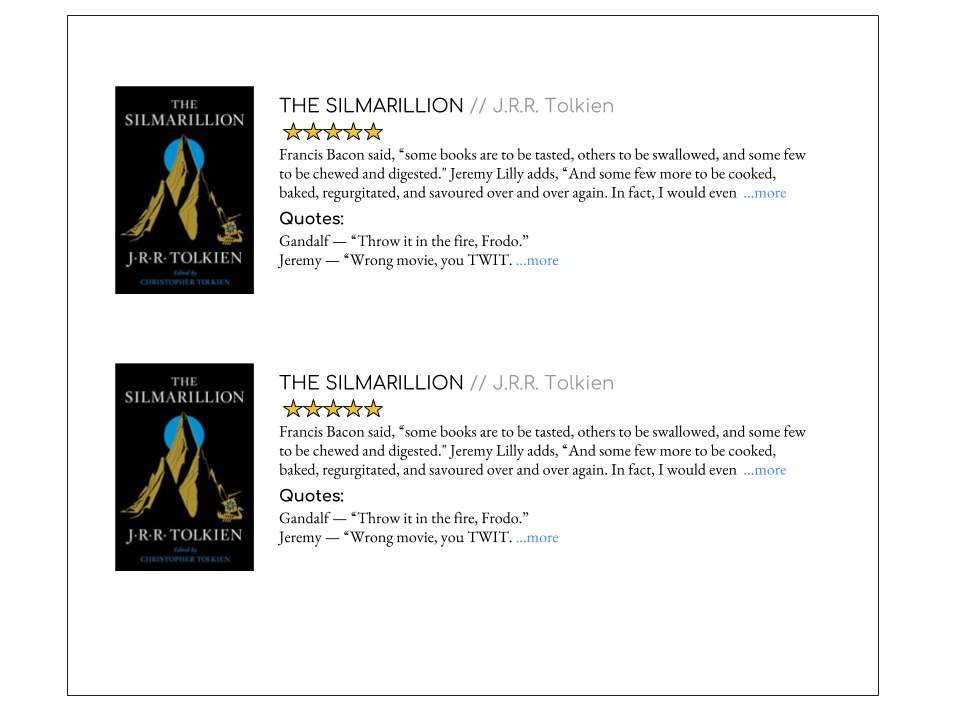 THE
SILMARILLION
J·R·R·TOLKIEN
Edited by
CHRISTOPHER TOLKIEN
THE SILMARILLION // J.R.R. Tolkien
Francis Bacon said, “some books are to be tasted, others to be swallowed, and some few
to be chewed and digested." Jeremy Lilly adds, “And some few more to be cooked,
baked, regurgitated, and savoured over and over again. In fact, I would even ...more
Quotes:
Gandalf — “Throw it in the fire, Frodo.”
Jeremy — “Wrong movie, you TWIT. ...more
THE
SILMARILLION
J·R·R·TOLKIEN
Edited by
CHRISTOPHER TOLKIEN
THE SILMARILLION // J.R.R. Tolkien
Francis Bacon said, “some books are to be tasted, others to be swallowed, and some few
to be chewed and digested." Jeremy Lilly adds, “And some few more to be cooked,
baked, regurgitated, and savoured over and over again. In fact, I would even ...more
Quotes:
Gandalf — “Throw it in the fire, Frodo.”
Jeremy — “Wrong movie, you TWIT. ...more